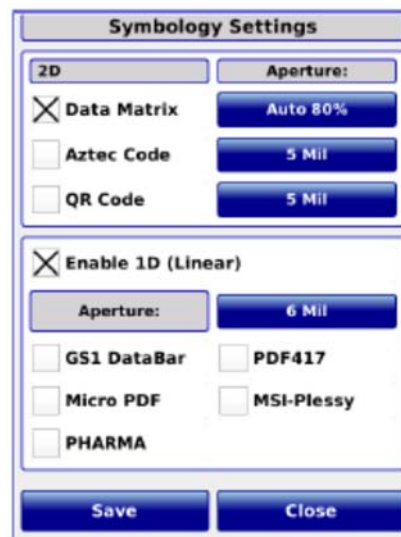 Symbology Settings
2D Aperture:
Data Matrix Auto 80%
Aztec Code 5 Mil
QR Code 5 Mil
Enable 1D (Linear)
Aperture: 6 Mil
GS1 DataBar PDF417
Micro PDF MSI-Plessy
PHARMA
Save Close